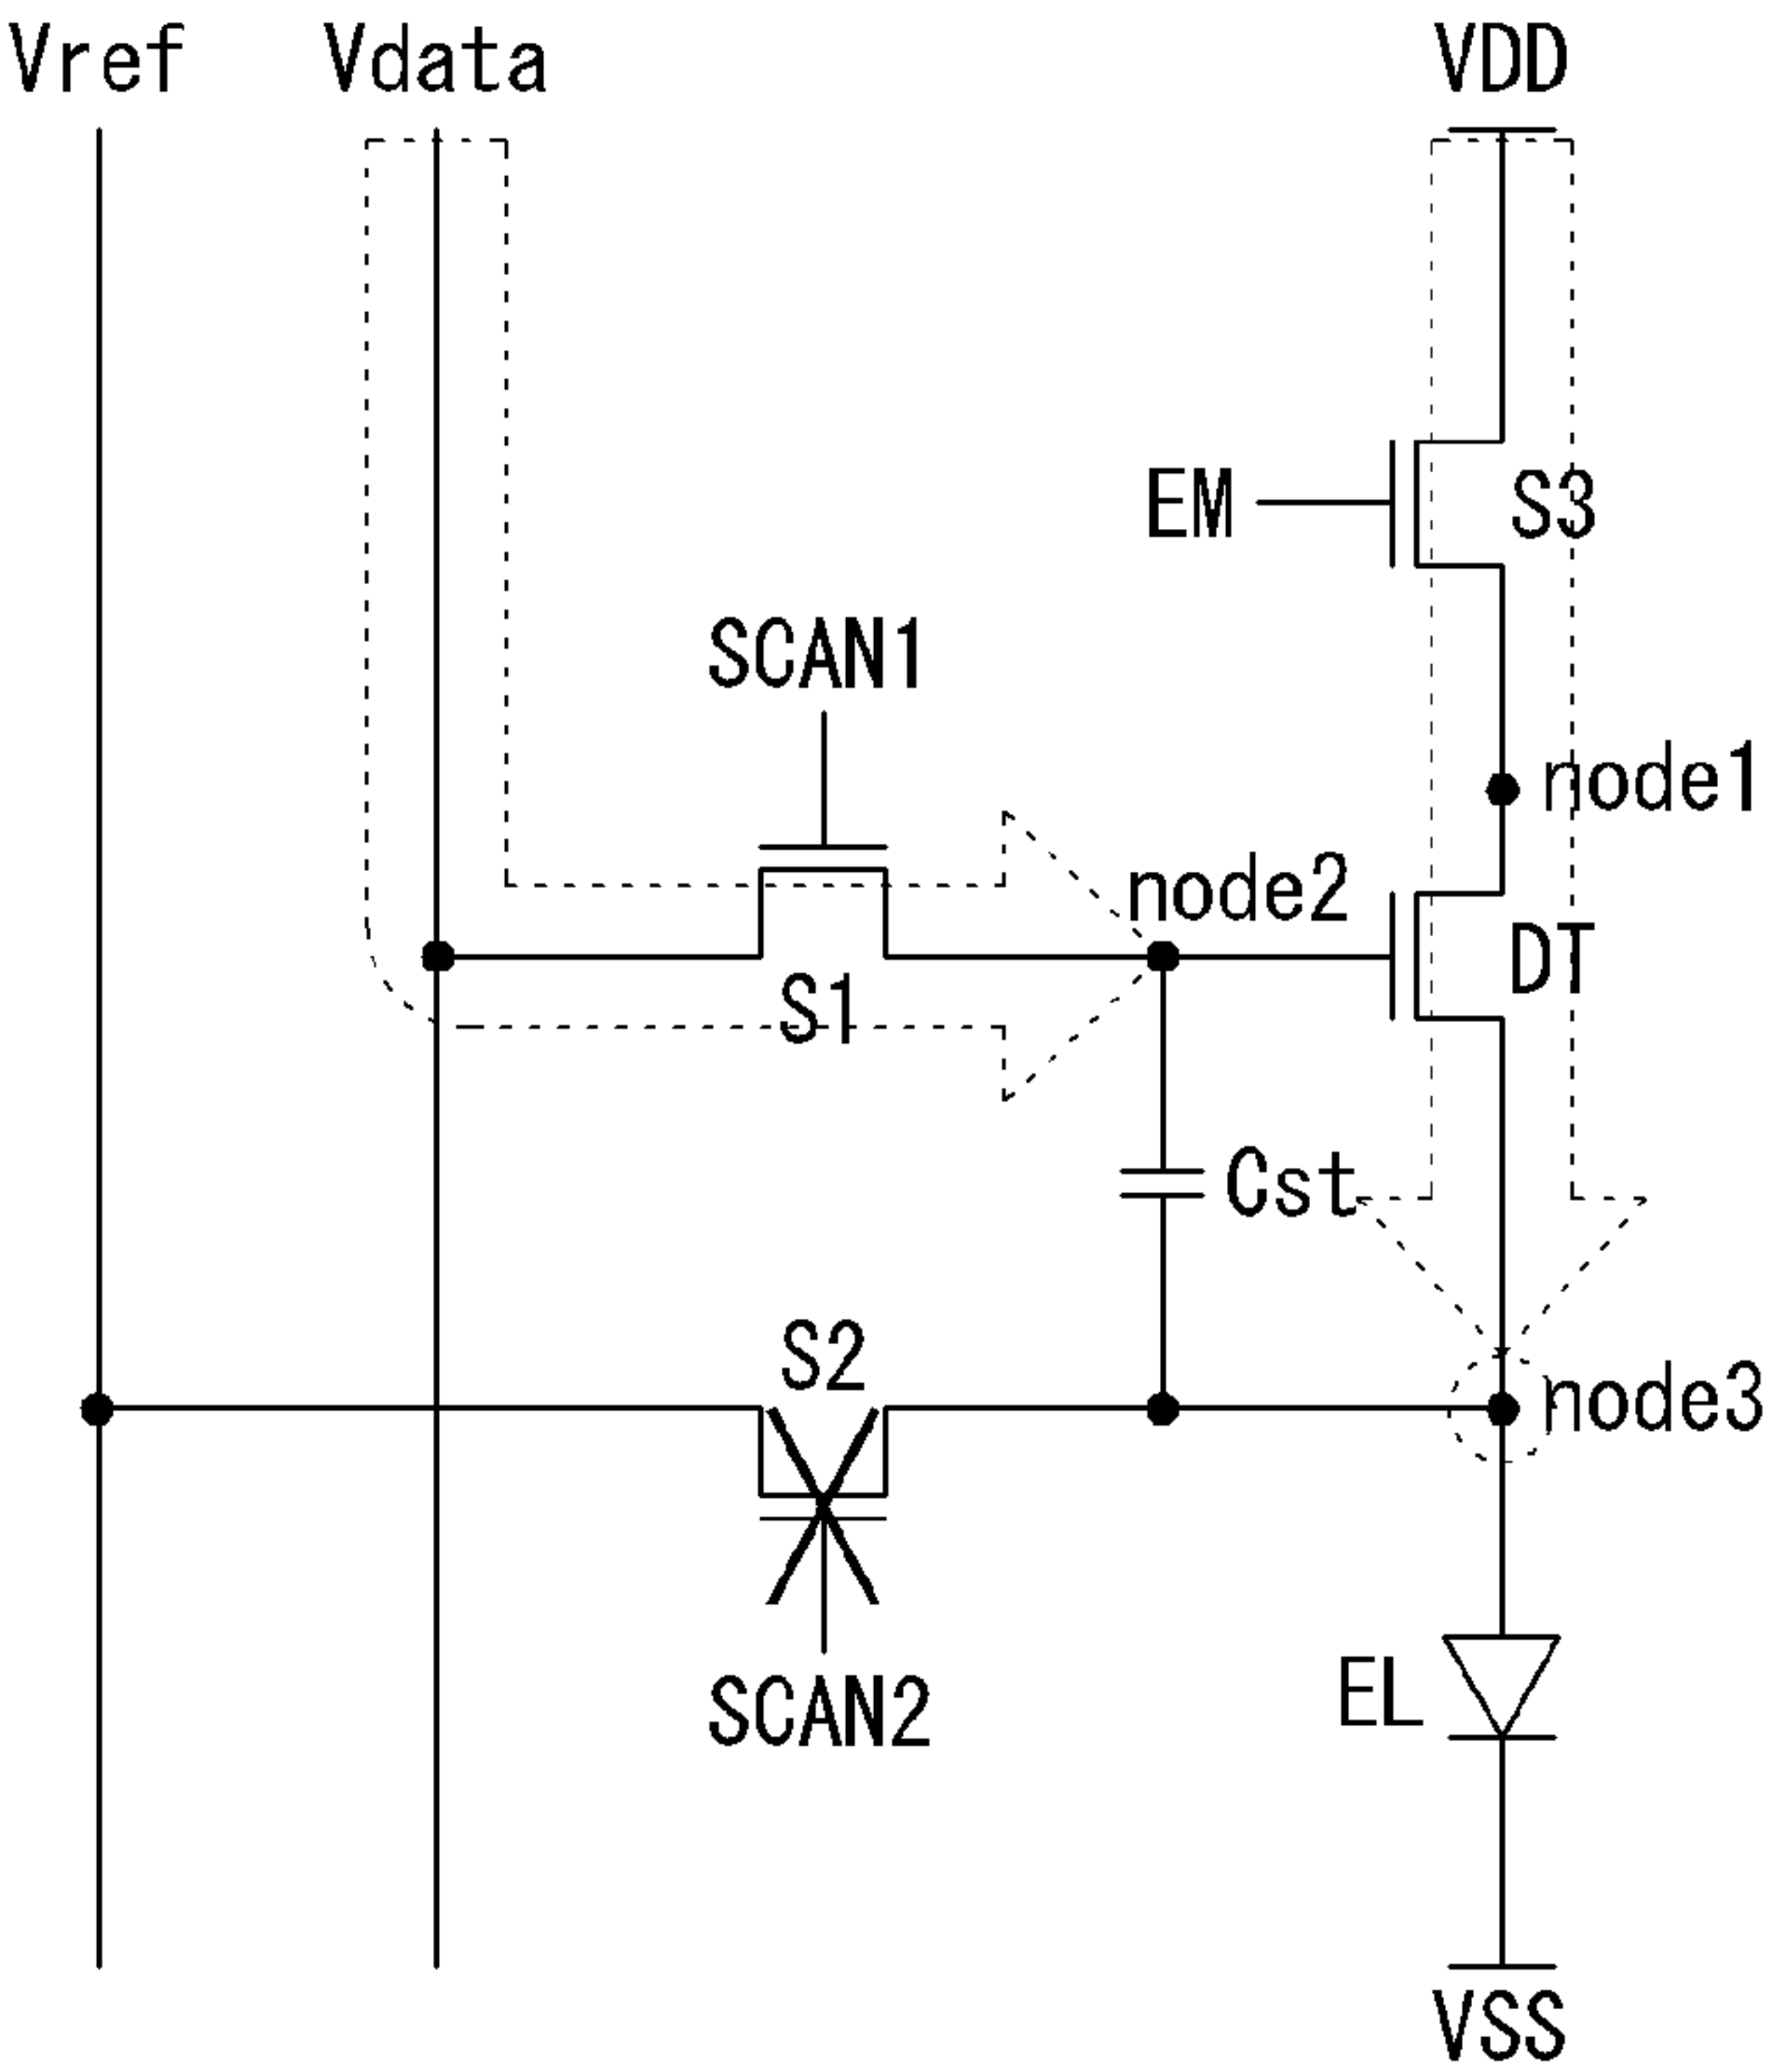 Vref Vdata VDD
EM S3
SCAN1
node1
node2
DT
S1
Cst
S2
node3
EL
SCAN2
VSS